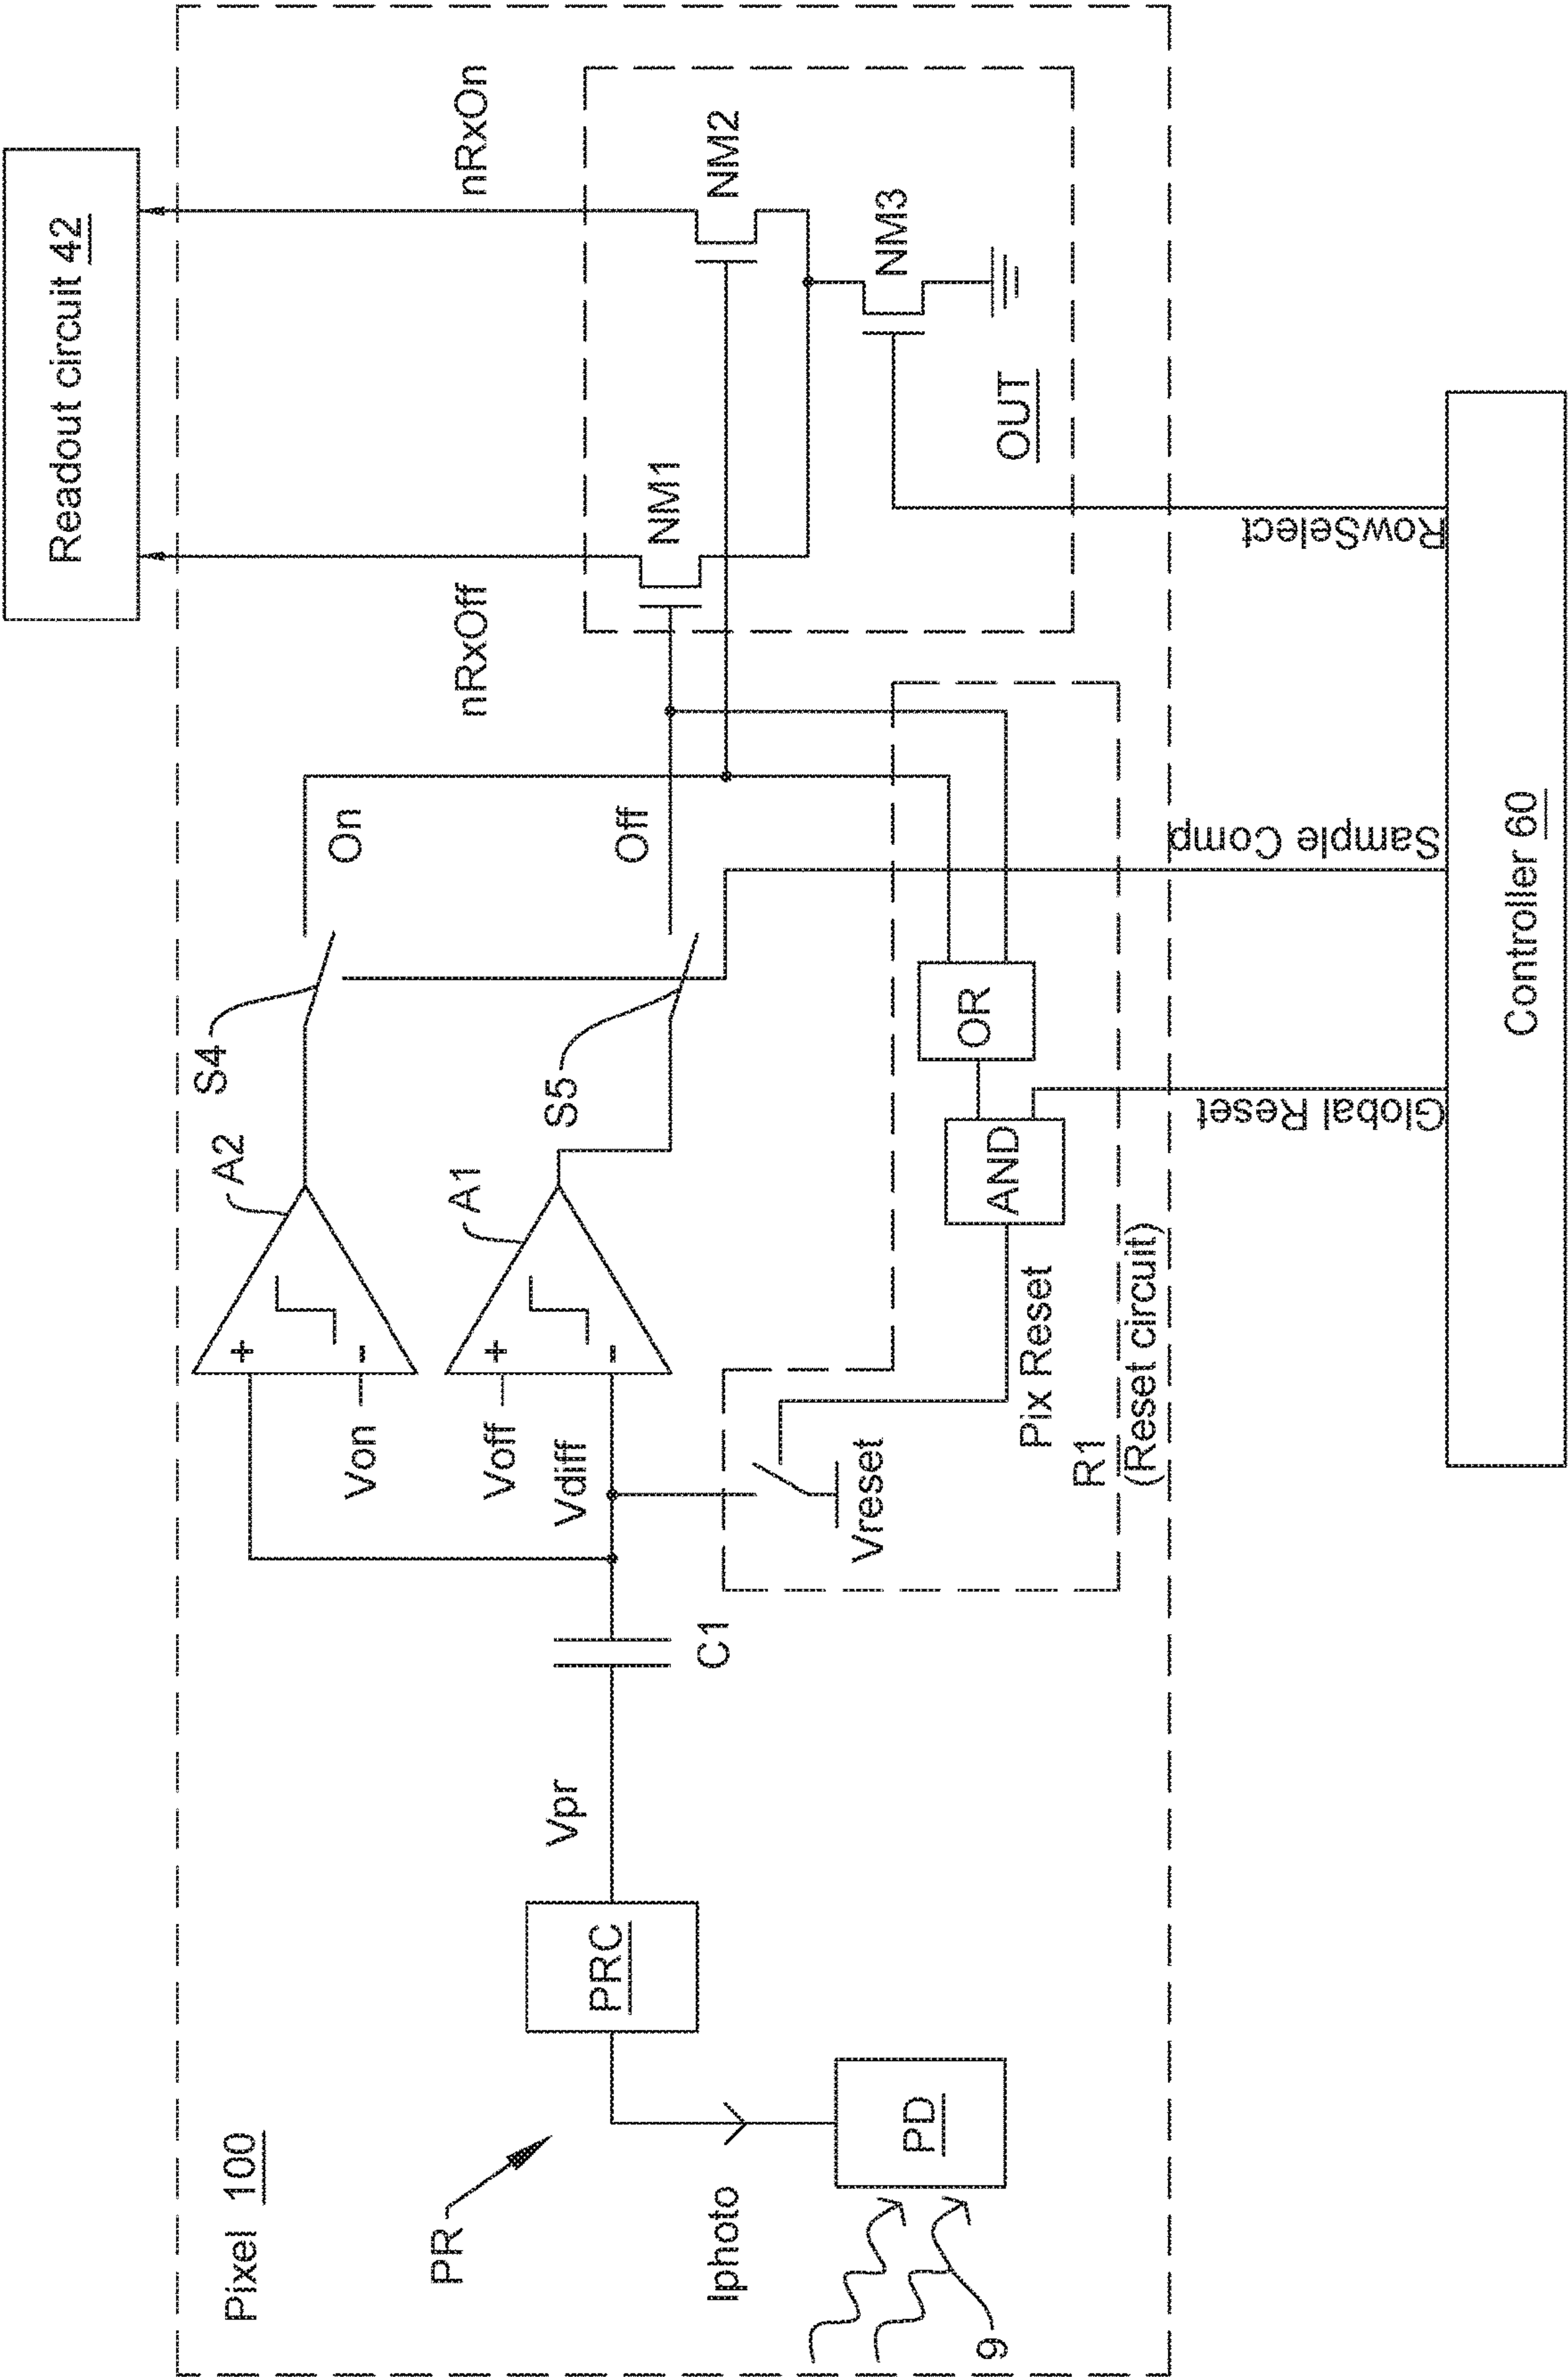 Pixel 100
PR
Iphoto
9
PD
PRC
Vpr
C1
Vdiff
Voff
Von
+
-
+
-
A2
A1
S4
S5
On
Off
Vreset
Pix Reset
R1
(Reset circuit)
AND
OR
nRxOff
nRxOn
NM1
NM2
NM3
OUT
Readout circuit 42
Global Reset
Sample Comp
RowSelect
Controller 60